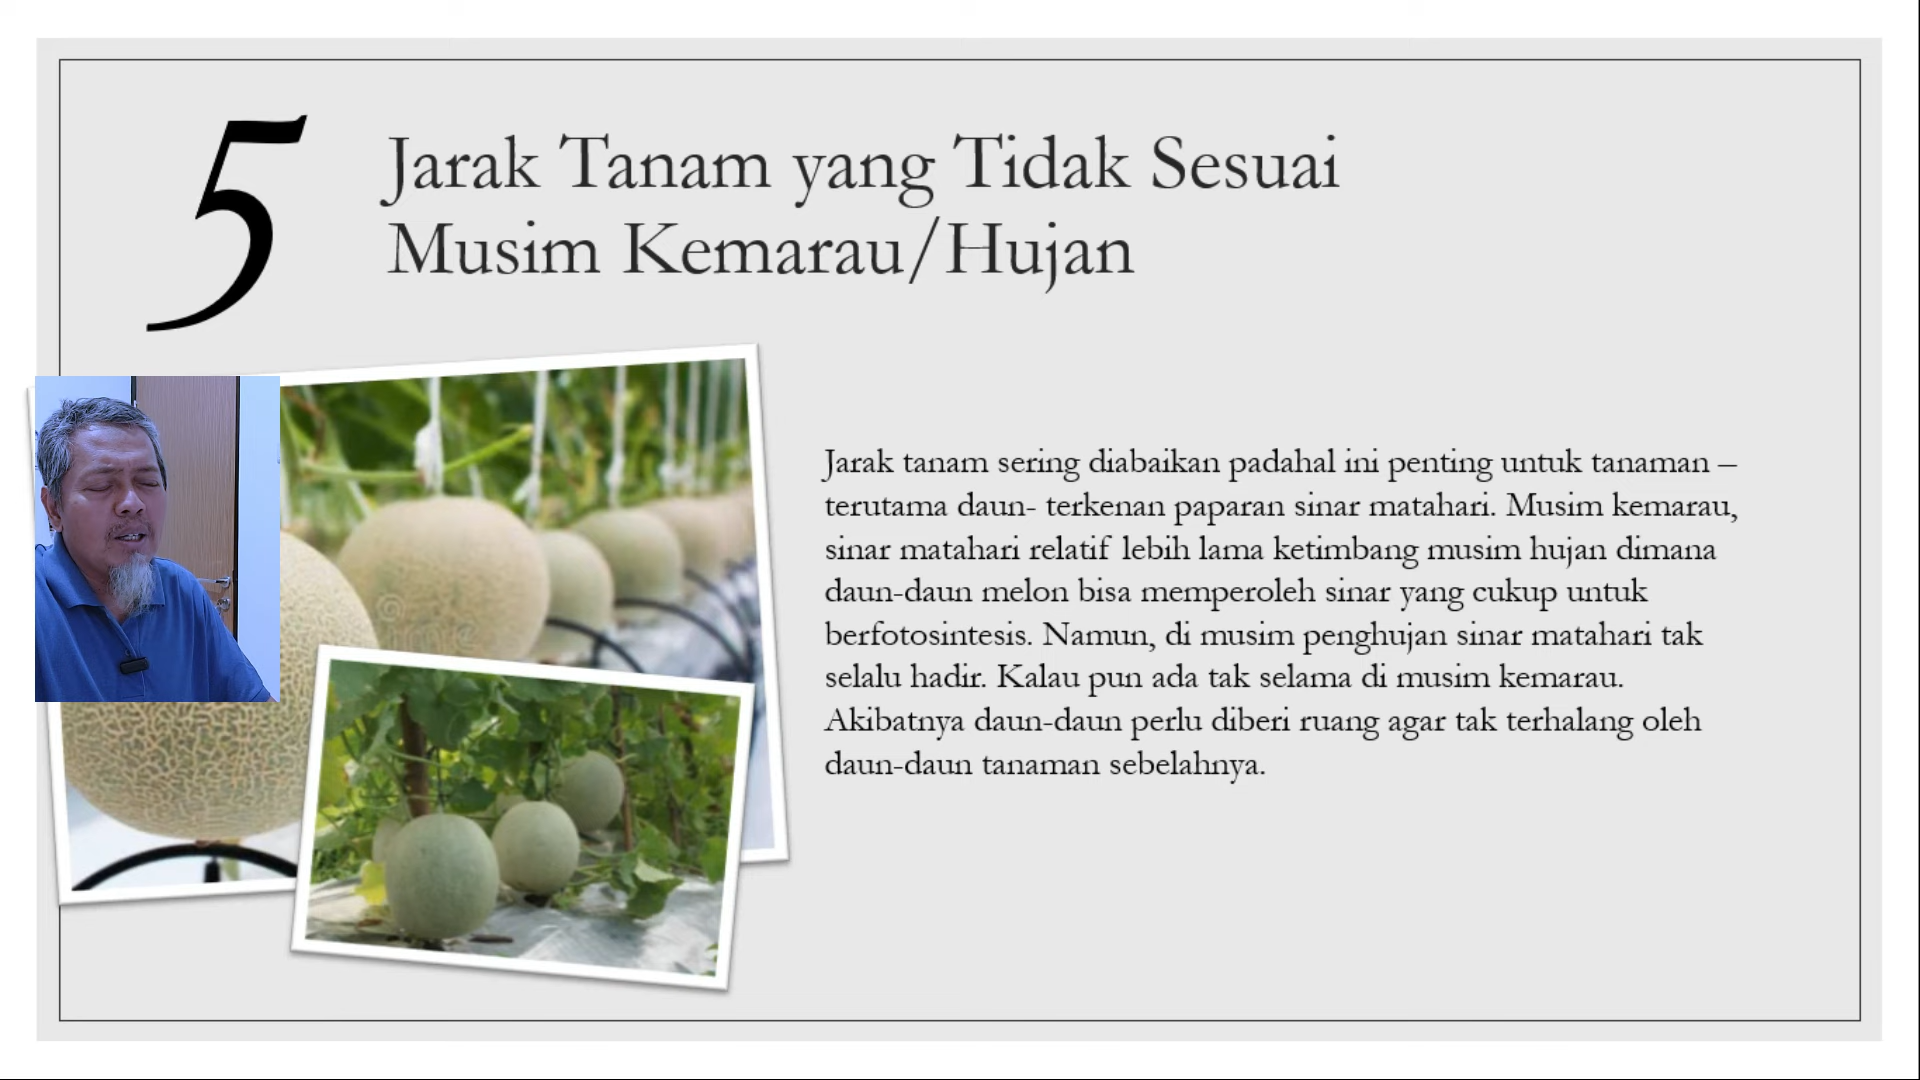 5
Jarak Tanam yang Tidak Sesuai
Musim Kemarau/Hujan
Jarak tanam sering diabaikan padahal ini penting untuk tanaman –
terutama daun- terkenan paparan sinar matahari. Musim kemarau,
sinar matahari relatif lebih lama ketimbang musim hujan dimana
daun-daun melon bisa memperoleh sinar yang cukup untuk
berfotosintesis. Namun, di musim penghujan sinar matahari tak
selalu hadir. Kalau pun ada tak selama di musim kemarau.
Akibatnya daun-daun perlu diberi ruang agar tak terhalang oleh
daun-daun tanaman sebelahnya.